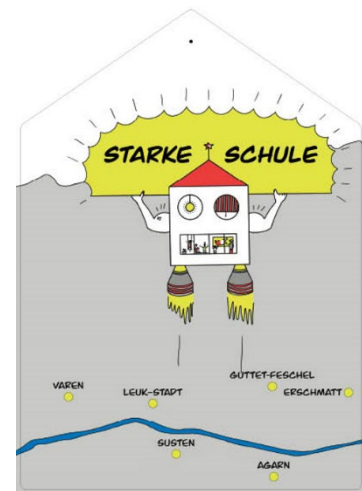 STARKE SCHULE
GUTTET-FESCHEL
VAREN
LEUK-STADT
ERSCHMATT
SUSTEN
AGARN